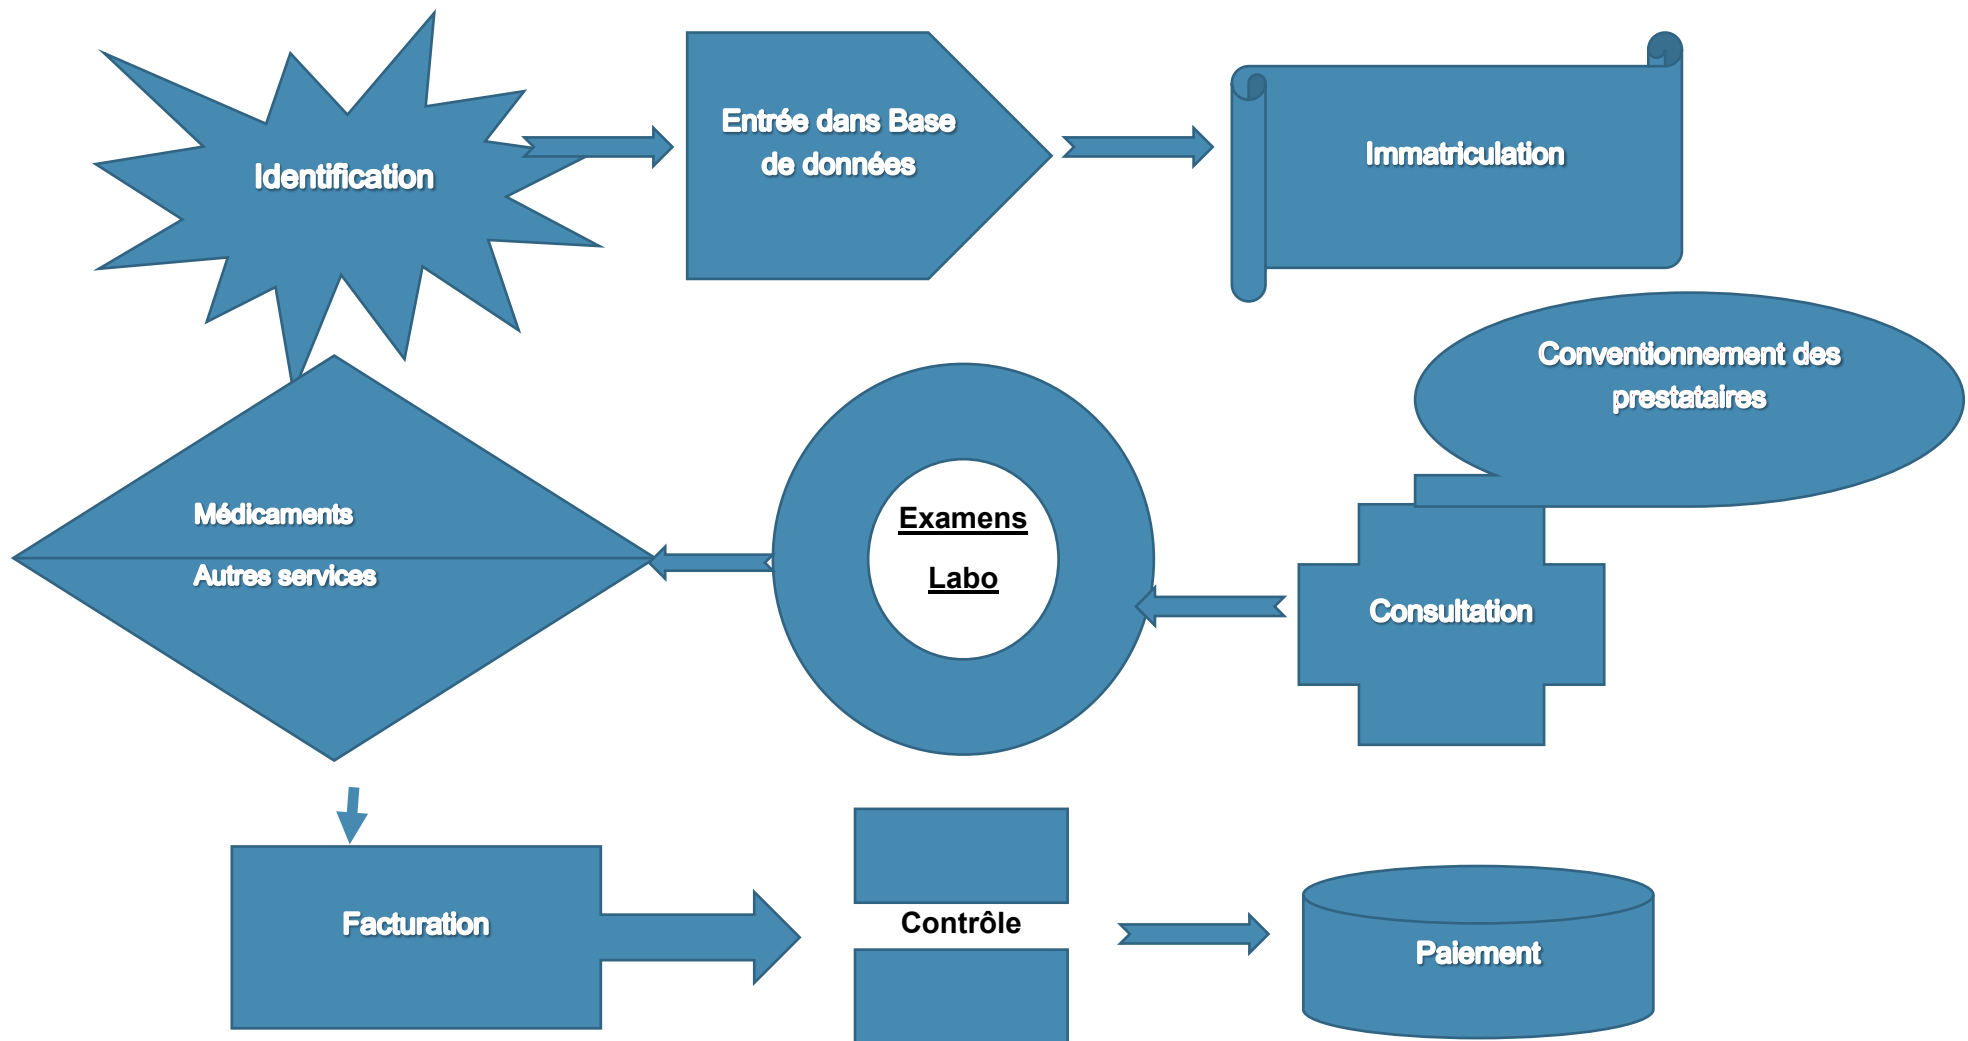 Identification
Entrée dans Base
de données
Immatriculation
Conventionnement des
prestataires
Consultation
Examens
Labo
Médicaments
Autres services
Facturation
Contrôle
Paiement